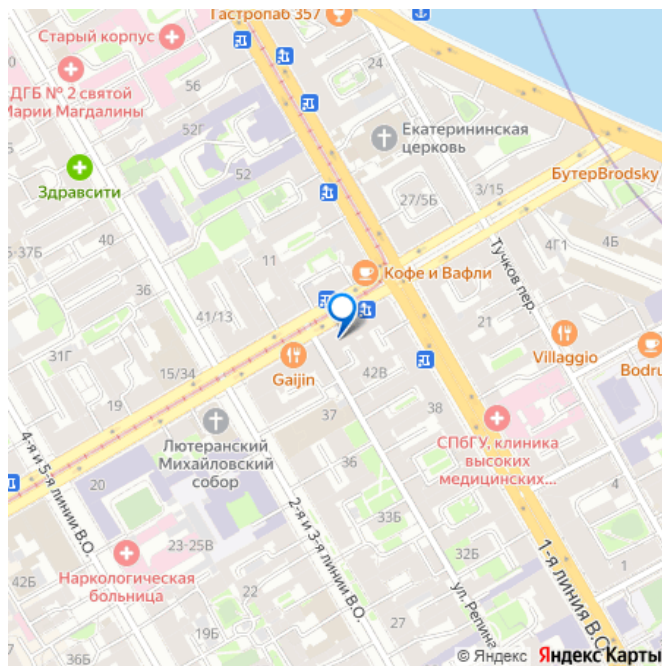 Гастропаб 357
Старый корпус
ДГБ № 2 святой
Марии Магдалины
24
56
52Г
Екатерининская
церковь
БутерBrodsky
52
Здравсити
27/5Б
3/15
40
Тучков пер.
4Г1
4Б
5-37Б
11
36
Кофе и Вафли
41/13
21
31Г
Villaggio
Gaijin
15/34
42В
19
37
38
Лютеранский
Михайловский
собор
СПбГУ, клиника
высоких
медицинских...
4-я и 5-я линии В.О.
20
36
4
2-я и 3-я линии В.О.
33Б
23-25В
1-я линия В.О.
32Б
1
Наркологическая
больница
42Б
22
ул. Репина
27
19Б
36Б
© Яндекс Яндекс Карты